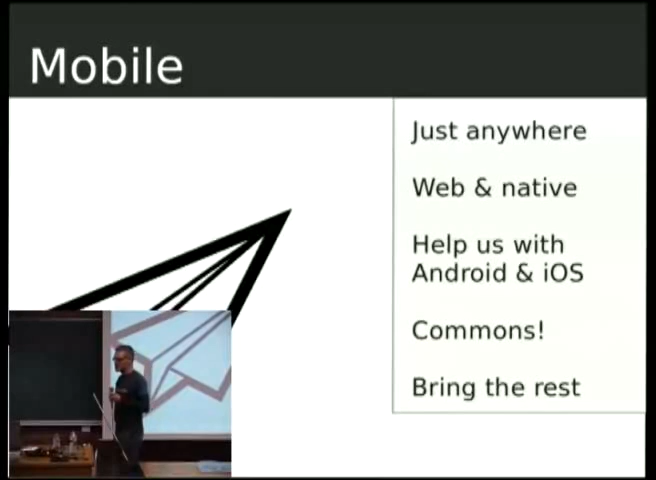 Mobile
Just anywhere
Web & native
Help us with
Android & iOS
Commons!
Bring the rest